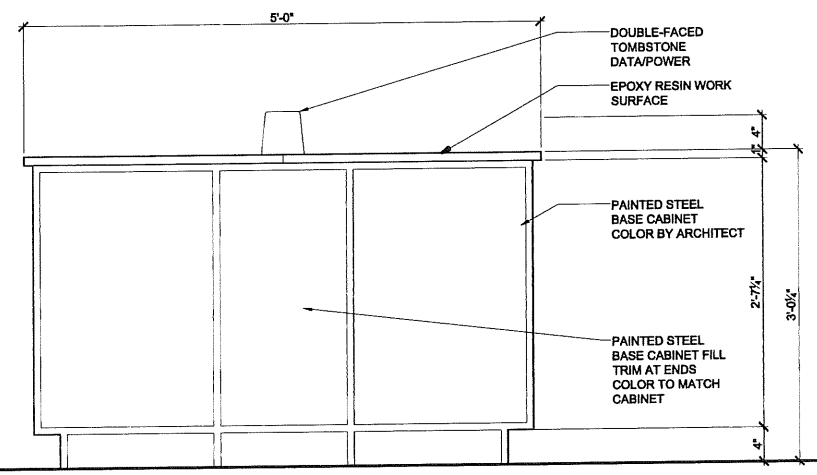 5'-0"
DOUBLE-FACED
TOMBSTONE
DATA/POWER
EPOXY RESIN WORK
SURFACE
4"
1"
PAINTED STEEL
BASE CABINET
COLOR BY ARCHITECT
2'-7¼"
3'-0¼"
PAINTED STEEL
BASE CABINET FILL
TRIM AT ENDS
COLOR TO MATCH
CABINET
4"